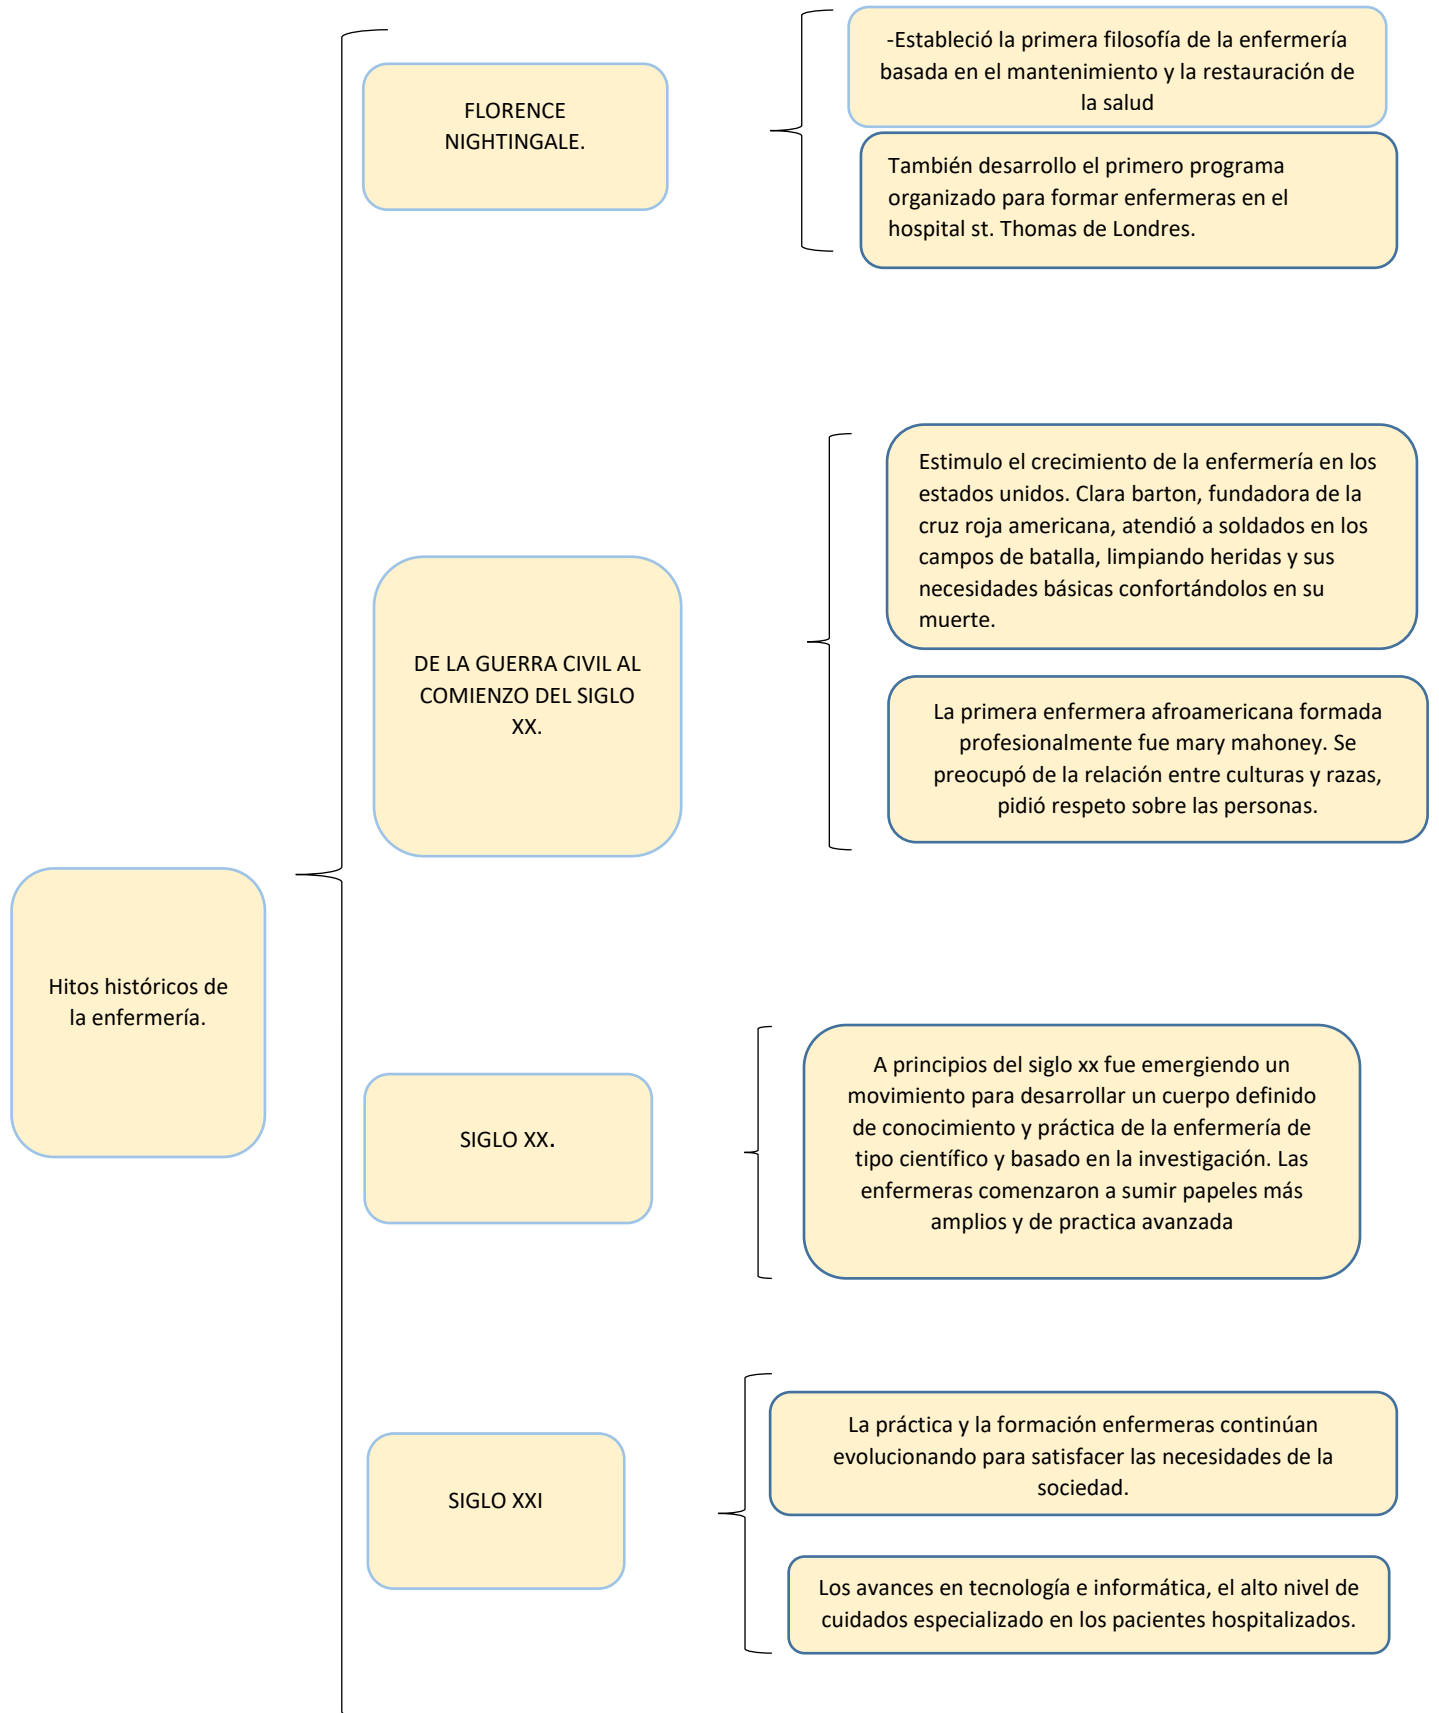 Hitos históricos de
la enfermería.
FLORENCE
NIGHTINGALE.
-Estableció la primera filosofía de la enfermería
basada en el mantenimiento y la restauración de
la salud
También desarrollo el primero programa
organizado para formar enfermeras en el
hospital st. Thomas de Londres.
DE LA GUERRA CIVIL AL
COMIENZO DEL SIGLO
XX.
Estimulo el crecimiento de la enfermería en los
estados unidos. Clara barton, fundadora de la
cruz roja americana, atendió a soldados en los
campos de batalla, limpiando heridas y sus
necesidades básicas confortándolos en su
muerte.
La primera enfermera afroamericana formada
profesionalmente fue mary mahoney. Se
preocupó de la relación entre culturas y razas,
pidió respeto sobre las personas.
SIGLO XX.
A principios del siglo xx fue emergiendo un
movimiento para desarrollar un cuerpo definido
de conocimiento y práctica de la enfermería de
tipo científico y basado en la investigación. Las
enfermeras comenzaron a sumir papeles más
amplios y de practica avanzada
SIGLO XXI
La práctica y la formación enfermeras continúan
evolucionando para satisfacer las necesidades de la
sociedad.
Los avances en tecnología e informática, el alto nivel de
cuidados especializado en los pacientes hospitalizados.